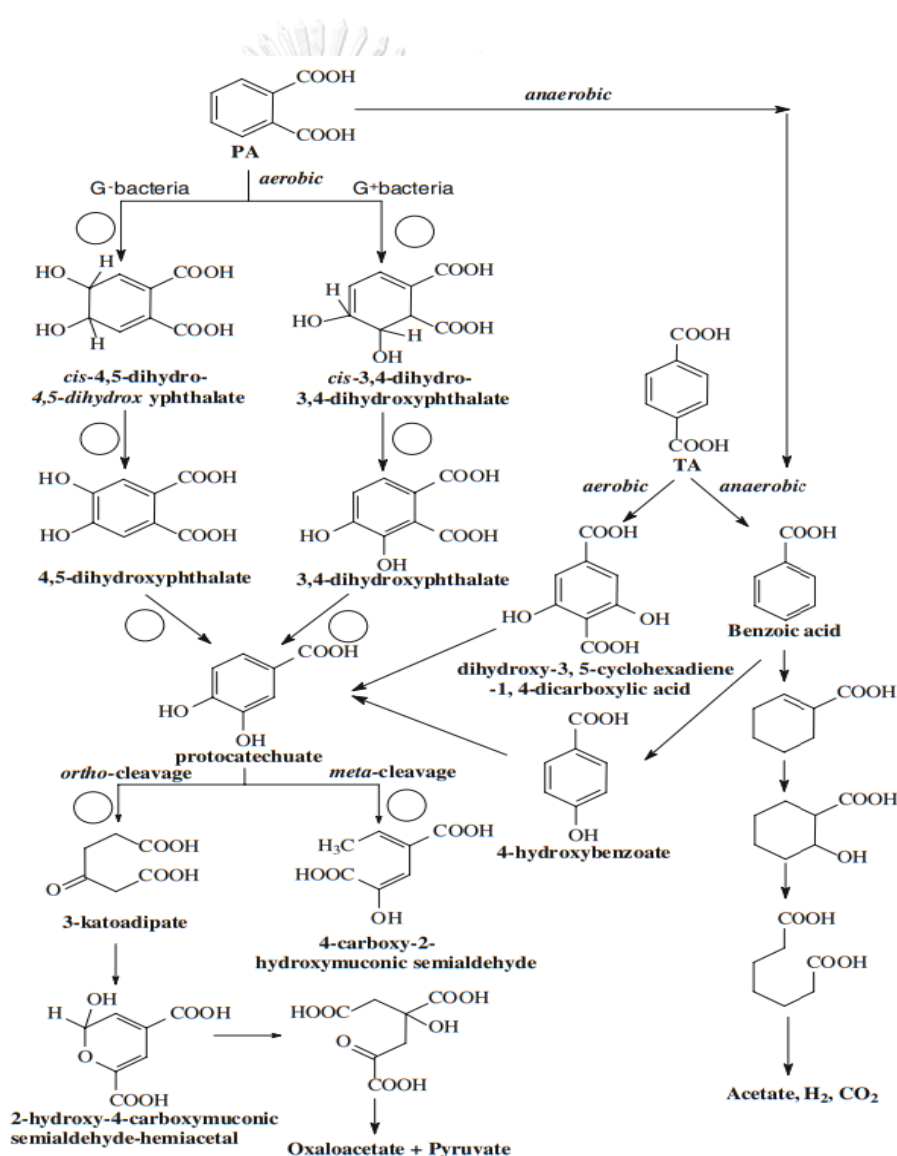 COOH
anaerobic
COOH
PA
aerobic
G-bacteria
G+bacteria
H
HO
COOH
HO
COOH
H
cis-4,5-dihydro-
4,5-dihydrox yphthalate
COOH
H
HO
H
COOH
OH
cis-3,4-dihydro-
3,4-dihydroxyphthalate
COOH
COOH
TA
aerobic
anaerobic
HO
COOH
HO
COOH
4,5-dihydroxyphthalate
COOH
HO
COOH
OH
3,4-dihydroxyphthalate
COOH
HO
OH
COOH
dihydroxy-3, 5-cyclohexadiene
-1, 4-dicarboxylic acid
COOH
Benzoic acid
COOH
HO
OH
protocatechuate
ortho-cleavage
meta-cleavage
COOH
OH
4-hydroxybenzoate
COOH
COOH
OH
COOH
COOH
Acetate, H2, CO2
COOH
O
COOH
3-katoadipate
H3C
COOH
HOOC
OH
4-carboxy-2-
hydroxymuconic semialdehyde
OH
H
COOH
O
COOH
2-hydroxy-4-carboxymuconic
semialdehyde-hemiacetal
COOH
HOOC
OH
O
COOH
Oxaloacetate + Pyruvate